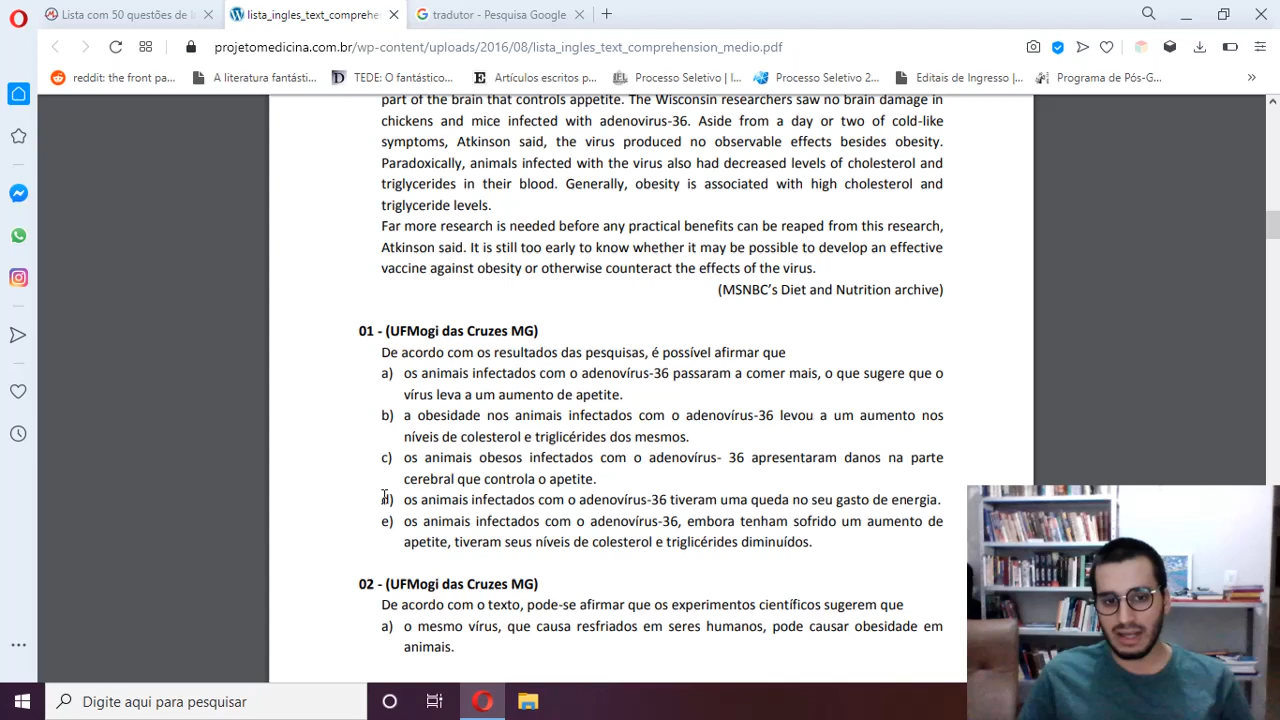 Lista com 50 questões de i
lista_ingles_text_comprehe
tradutor - Pesquisa Google
projetomedicina.com.br/wp-content/uploads/2016/08/lista_ingles_text_comprehension_medio.pdf
reddit: the front pa...
A literatura fantásti...
TEDE: O fantástico...
Artículos escritos p...
Processo Seletivo | I...
Processo Seletivo 2...
Editais de Ingresso |...
Programa de Pós-G...
part of the brain that controls appetite. The Wisconsin researchers saw no brain damage in
chickens and mice infected with adenovirus-36. Aside from a day or two of cold-like
symptoms, Atkinson said, the virus produced no observable effects besides obesity.
Paradoxically, animals infected with the virus also had decreased levels of cholesterol and
triglycerides in their blood. Generally, obesity is associated with high cholesterol and
triglyceride levels.
Far more research is needed before any practical benefits can be reaped from this research,
Atkinson said. It is still too early to know whether it may be possible to develop an effective
vaccine against obesity or otherwise counteract the effects of the virus.
(MSNBC's Diet and Nutrition archive)
01 - (UFMogi das Cruzes MG)
De acordo com os resultados das pesquisas, é possível afirmar que
a) os animais infectados com o adenovírus-36 passaram a comer mais, o que sugere que o
vírus leva a um aumento de apetite.
b) a obesidade nos animais infectados com o adenovírus-36 levou a um aumento nos
níveis de colesterol e triglicérides dos mesmos.
c) os animais obesos infectados com o adenovírus- 36 apresentaram danos na parte
cerebral que controla o apetite.
d) os animais infectados com o adenovírus-36 tiveram uma queda no seu gasto de energia.
e) os animais infectados com o adenovírus-36, embora tenham sofrido um aumento de
apetite, tiveram seus níveis de colesterol e triglicérides diminuídos.
02 - (UFMogi das Cruzes MG)
De acordo com o texto, pode-se afirmar que os experimentos científicos sugerem que
a) o mesmo vírus, que causa resfriados em seres humanos, pode causar obesidade em
animais.
Digite aqui para pesquisar